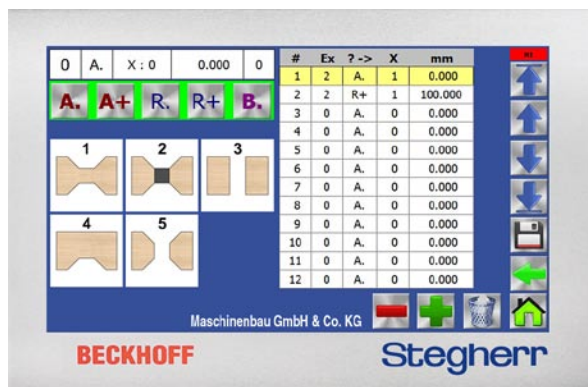 0 A. X : 0 0.000 0
A. A+ R. R+ B.
1 2 3
4 5
# Ex ? -> X mm
1 2 A. 1 0.000
2 2 R+ 1 100.000
3 0 A. 0 0.000
4 0 A. 0 0.000
5 0 A. 0 0.000
6 0 A. 0 0.000
7 0 A. 0 0.000
8 0 A. 0 0.000
9 0 A. 0 0.000
10 0 A. 0 0.000
11 0 A. 0 0.000
12 0 A. 0 0.000
Maschinenbau GmbH & Co. KG
BECKHOFF
Stegherr